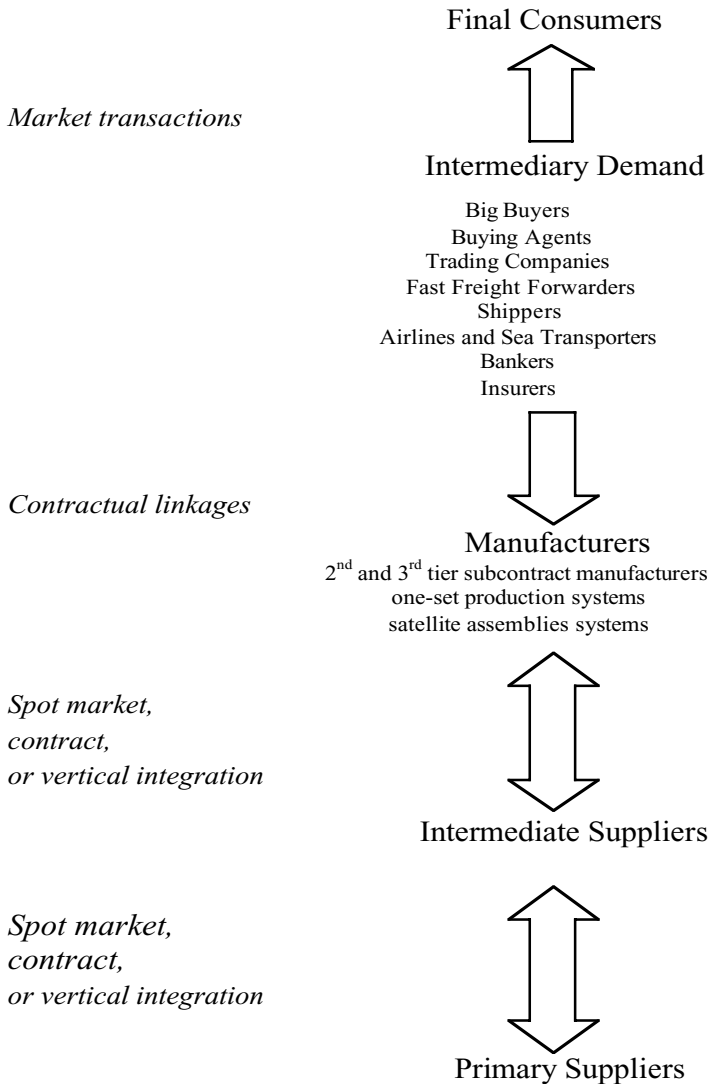 Final Consumers
Market transactions
Intermediary Demand
Big Buyers
Buying Agents
Trading Companies
Fast Freight Forwarders
Shippers
Airlines and Sea Transporters
Bankers
Insurers
Contractual linkages
Manufacturers
2nd and 3rd tier subcontract manufacturers
one-set production systems
satellite assemblies systems
Spot market,
contract,
or vertical integration
Intermediate Suppliers
Spot market,
contract,
or vertical integration
Primary Suppliers